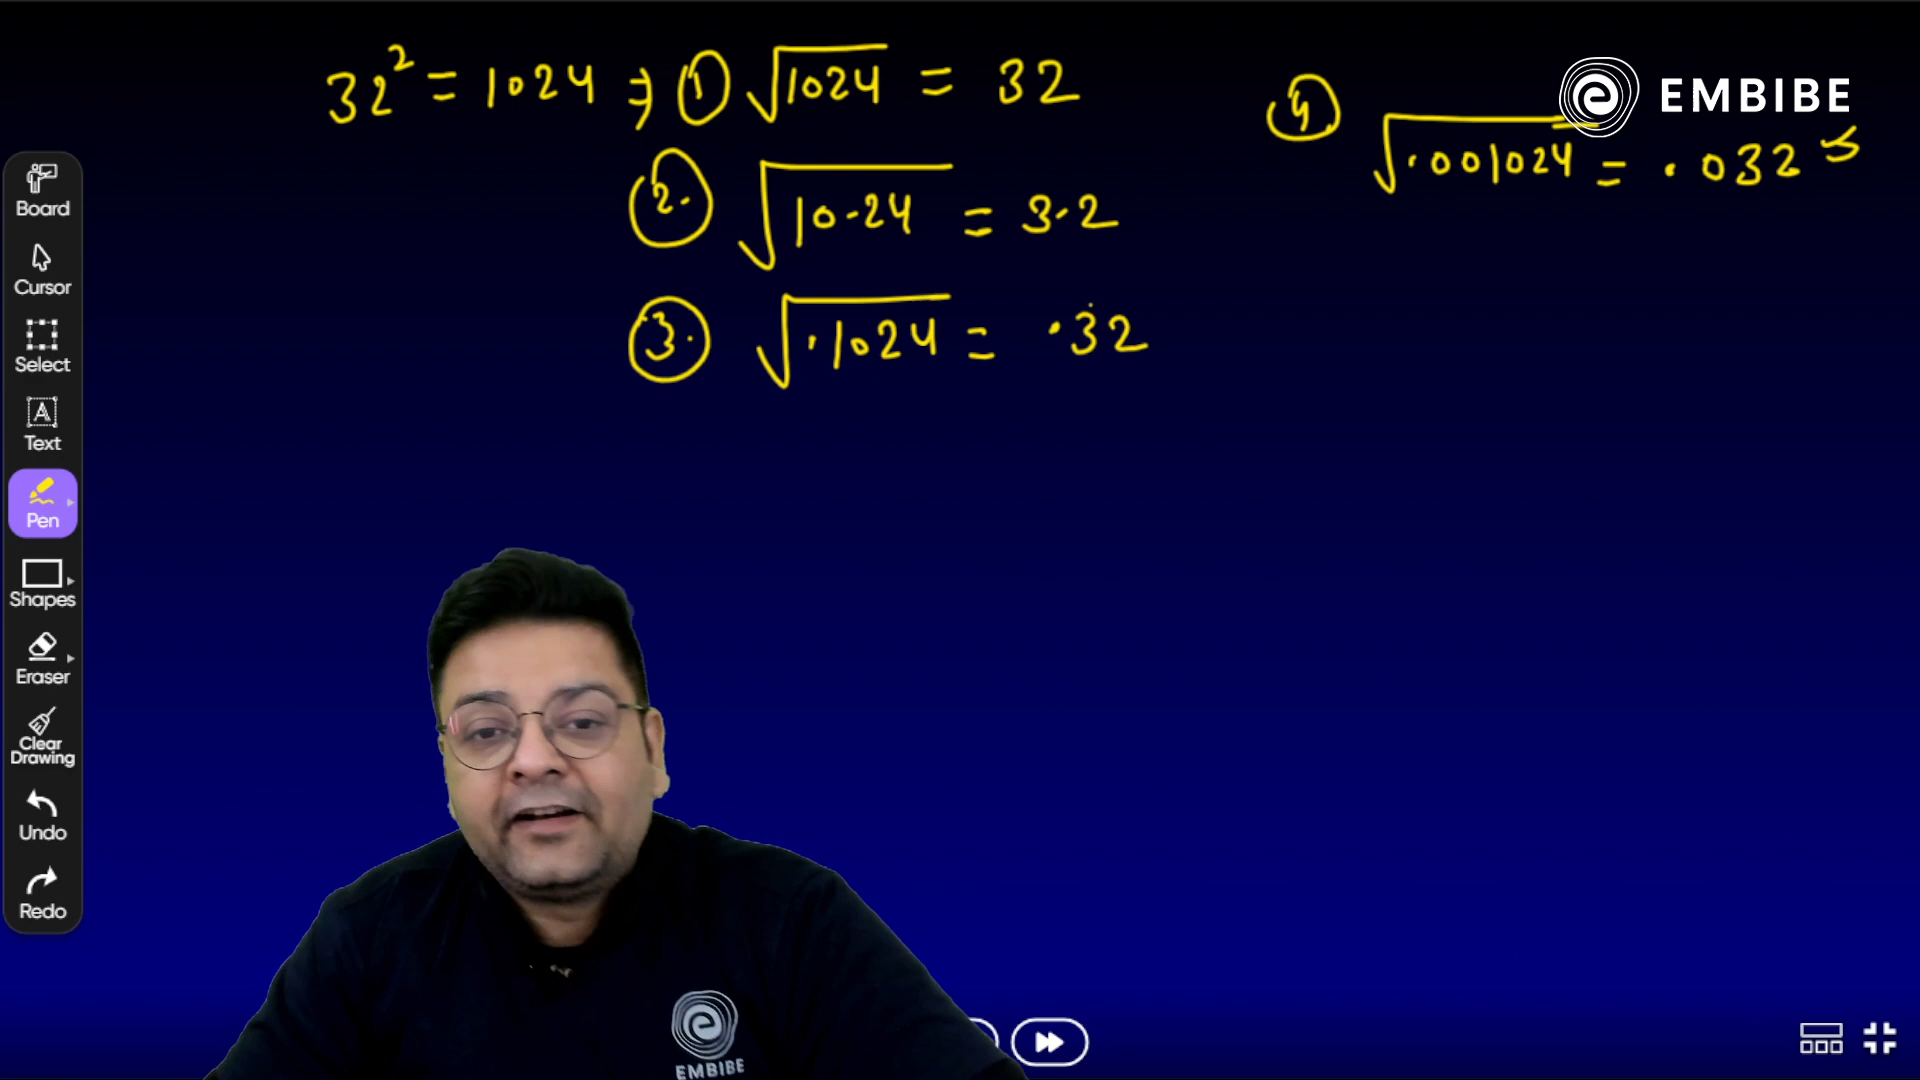 32² = 1024 ⇒ ① √1024 = 32
② √10.24 = 3.2
③ √.1024 = .32
④ √.001024 = .032
EMBIBE
Board
Cursor
Select
Text
Pen
Shapes
Eraser
Clear
Drawing
Undo
Redo
EMBIBE